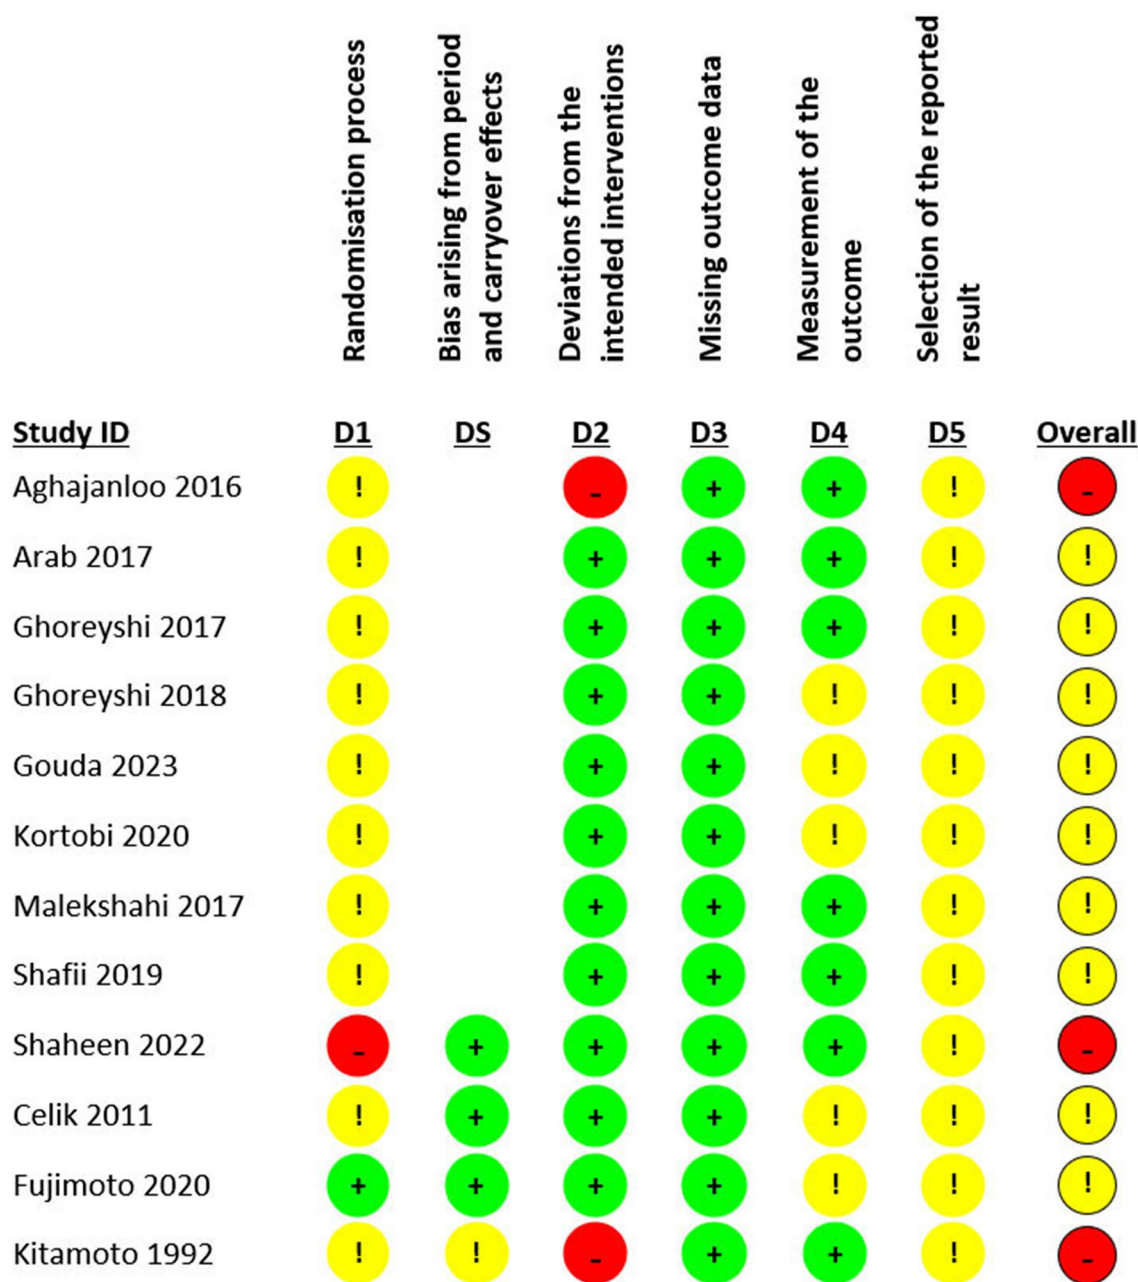 Randomisation process
Bias arising from period
and carryover effects
Deviations from the
intended interventions
Missing outcome data
Measurement of the
outcome
Selection of the reported
result
Study ID D1 DS D2 D3 D4 D5 Overall
Aghajanloo 2016 ! - + + ! -
Arab 2017 ! + + + ! !
Ghoreyshi 2017 ! + + + ! !
Ghoreyshi 2018 ! + + ! ! !
Gouda 2023 ! + + ! ! !
Kortobi 2020 ! + + ! ! !
Malekshahi 2017 ! + + + ! !
Shafii 2019 ! + + + ! !
Shaheen 2022 - + + + + ! -
Celik 2011 ! + + + ! ! !
Fujimoto 2020 + + + + ! ! !
Kitamoto 1992 ! ! - + + ! -